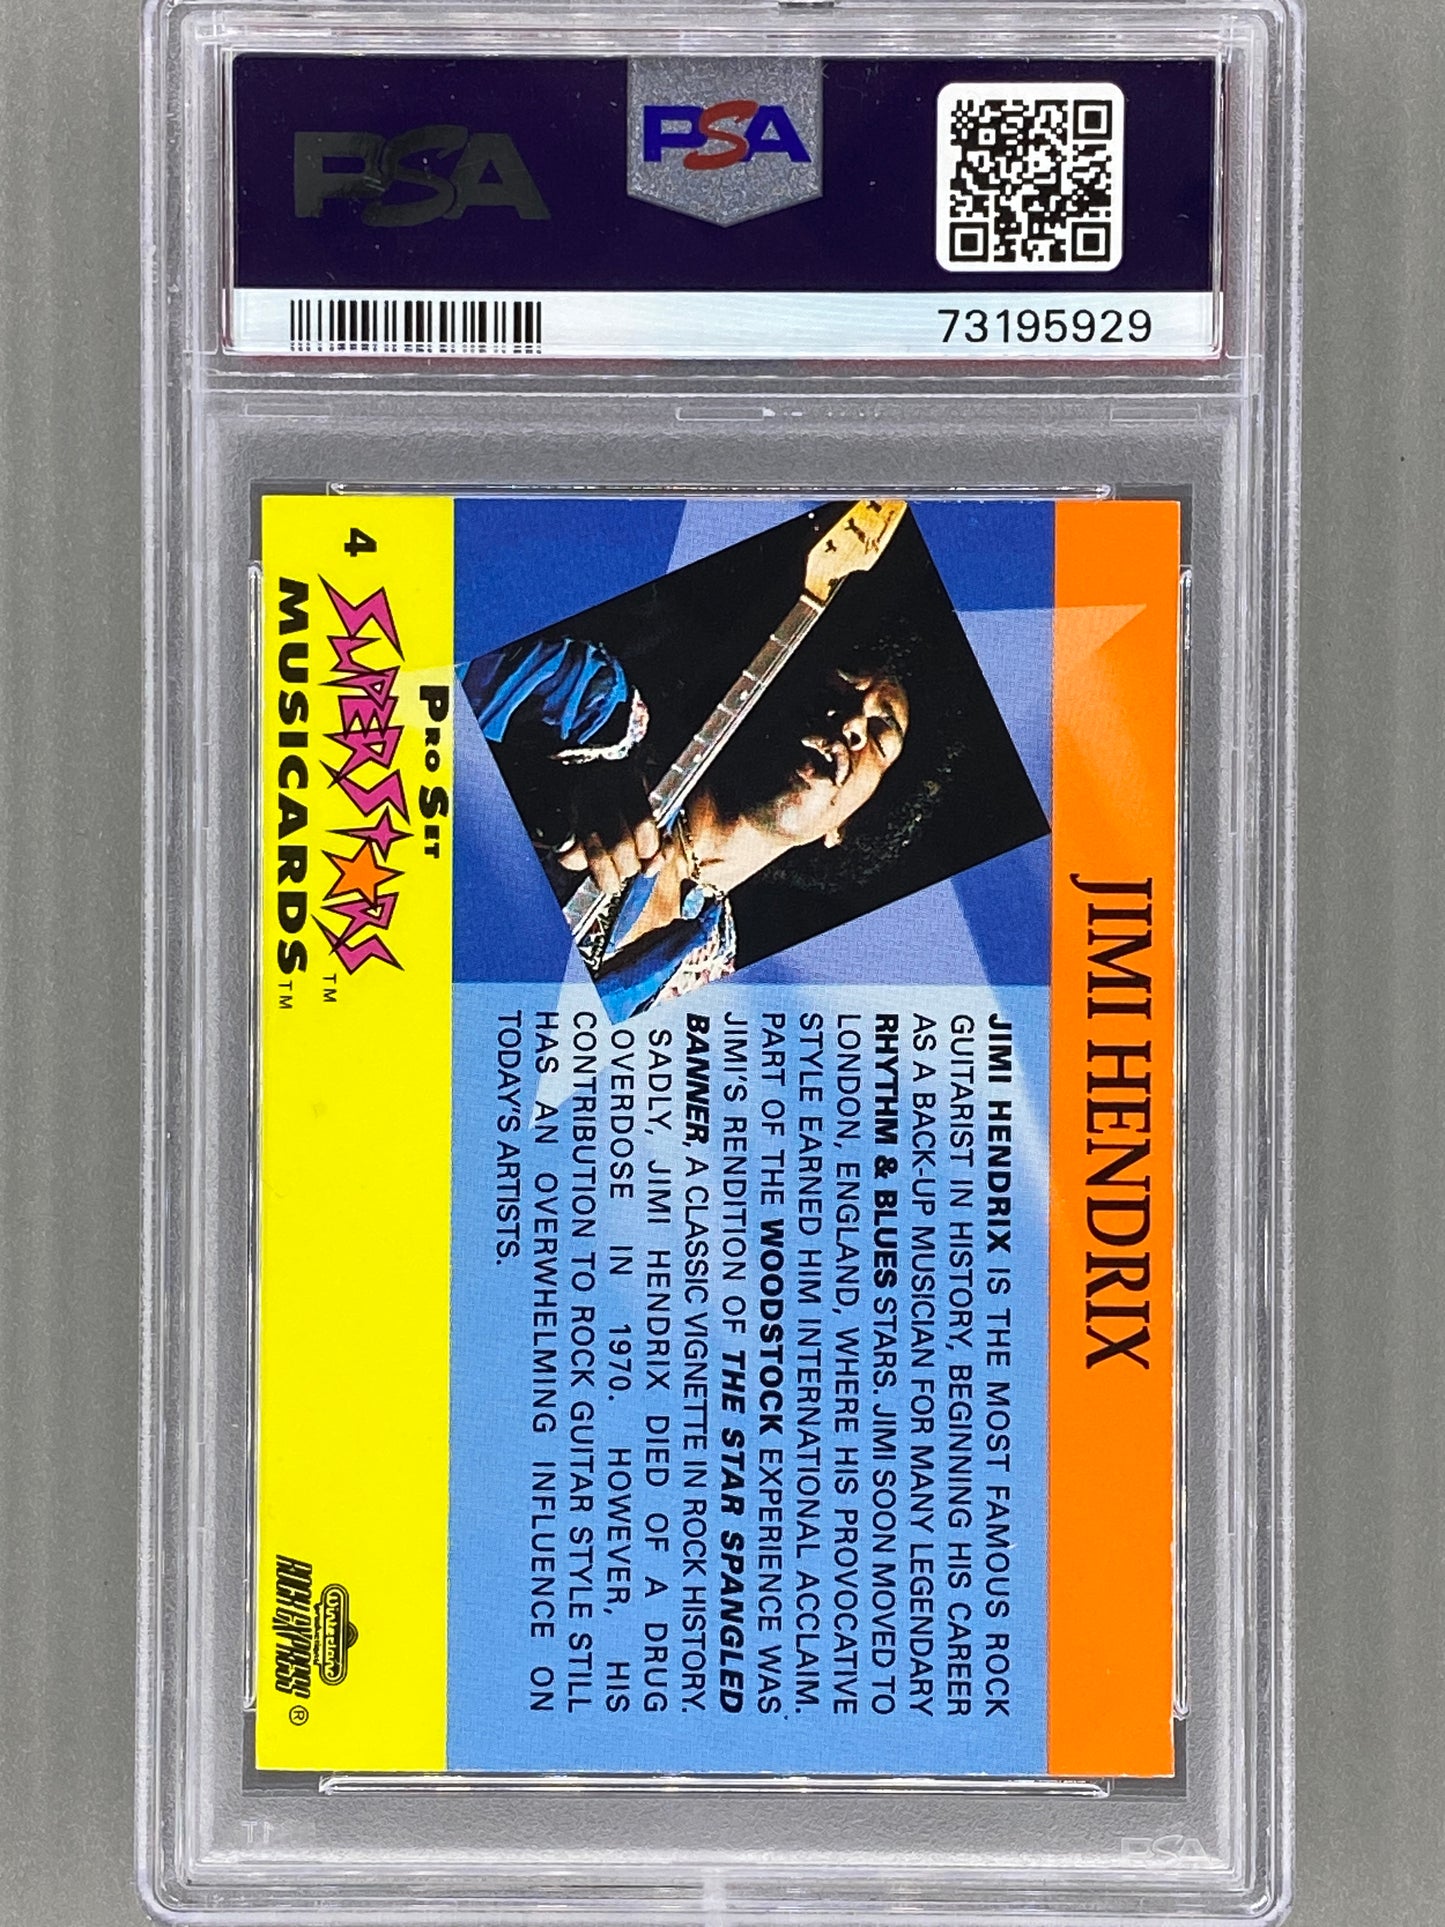 PSA
PSA
73195929
JIMI HENDRIX
JIMI HENDRIX IS THE MOST FAMOUS ROCK
GUITARIST IN HISTORY, BEGINNING HIS CAREER
AS A BACK-UP MUSICIAN FOR MANY LEGENDARY
RHYTHM & BLUES STARS. JIMI SOON MOVED TO
LONDON, ENGLAND, WHERE HIS PROVOCATIVE
STYLE EARNED HIM INTERNATIONAL ACCLAIM.
PART OF THE WOODSTOCK EXPERIENCE WAS
JIMI'S RENDITION OF THE STAR SPANGLED
BANNER, A CLASSIC VIGNETTE IN ROCK HISTORY.
SADLY, JIMI HENDRIX DIED OF A DRUG
OVERDOSE IN 1970. HOWEVER, HIS
CONTRIBUTION TO ROCK GUITAR STYLE STILL
HAS AN OVERWHELMING INFLUENCE ON
TODAY'S ARTISTS.
4
PRO SET
SUPERSTARS™
MUSICARDS™
Winterland
ROCK EXPRESS®
PSA